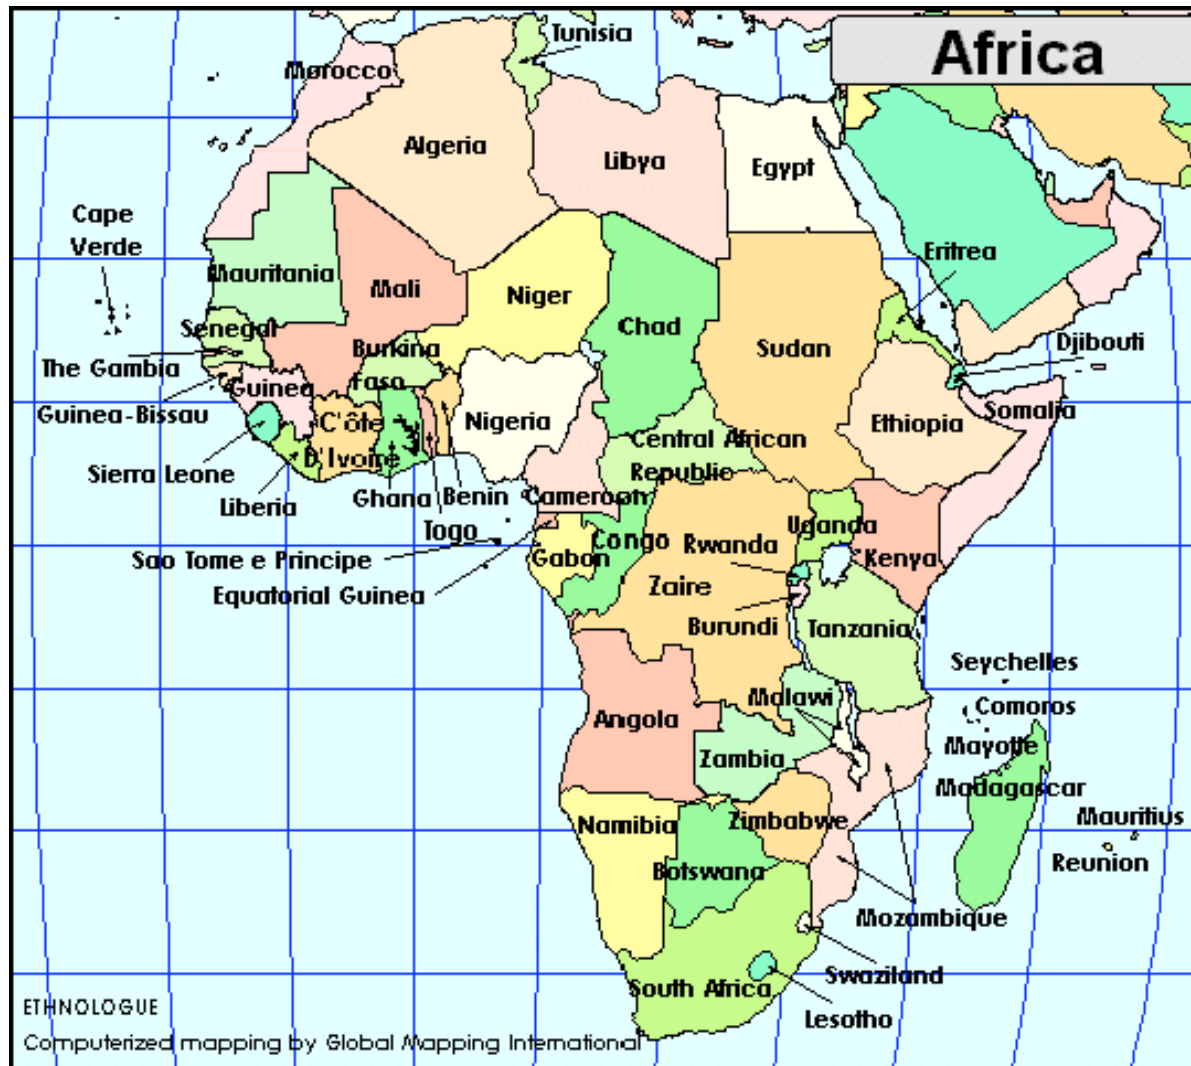 Africa
Tunisia
Morocco
Algeria
Libya
Egypt
Cape
Verde
Mauritania
Mali
Niger
Chad
Sudan
Eritrea
Senegal
The Gambia
Guinea-Bissau
Guinea
Burkina
Faso
Djibouti
Somalia
Ethiopia
Nigeria
C'ôte
D'Ivoire
Central African
Republic
Sierra Leone
Liberia
Ghana
Togo
Benin
Cameroon
Sao Tome e Principe
Equatorial Guinea
Gabon
Congo
Rwanda
Uganda
Kenya
Zaire
Burundi
Tanzania
Seychelles
Comoros
Mayotte
Madagascar
Mauritius
Reunion
Malawi
Angola
Zambia
Namibia
Zimbabwe
Botswana
Mozambique
Swaziland
South Africa
Lesotho
ETHNOLOGUE
Computerized mapping by Global Mapping International